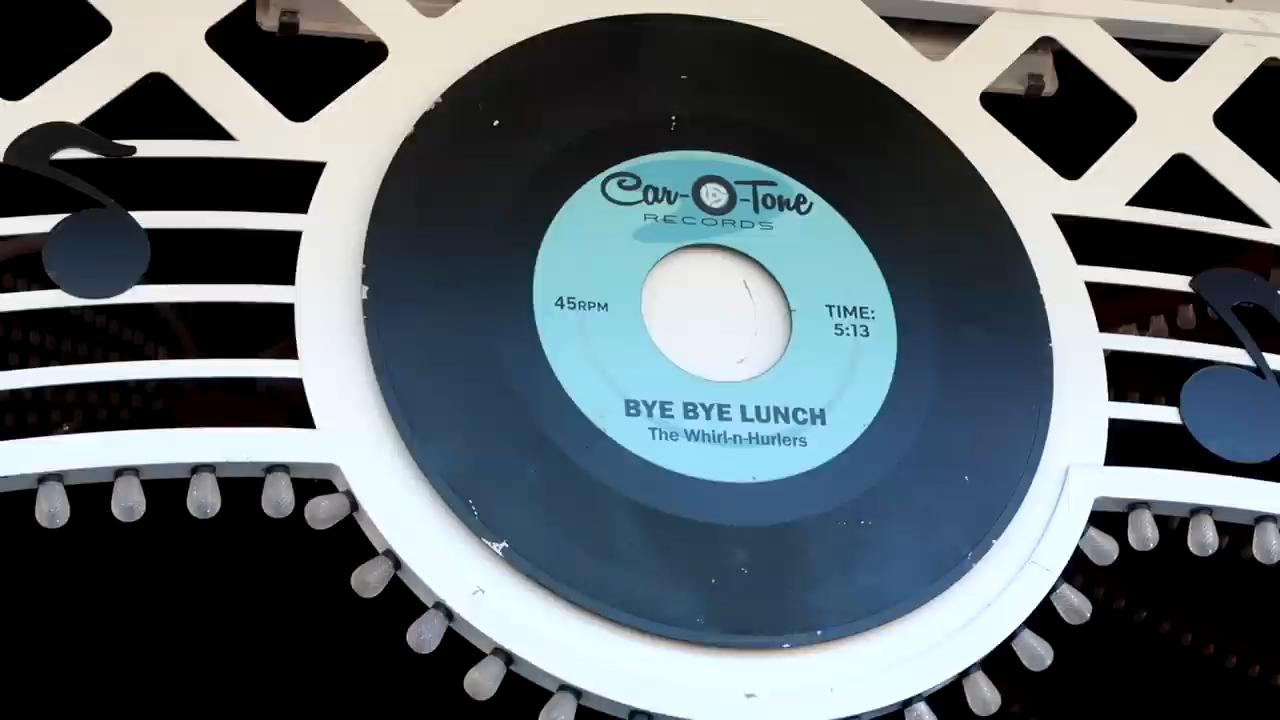 Car-O-Tone
RECORDS
45RPM
TIME:
5:13
BYE BYE LUNCH
The Whirl-n-Hurlers